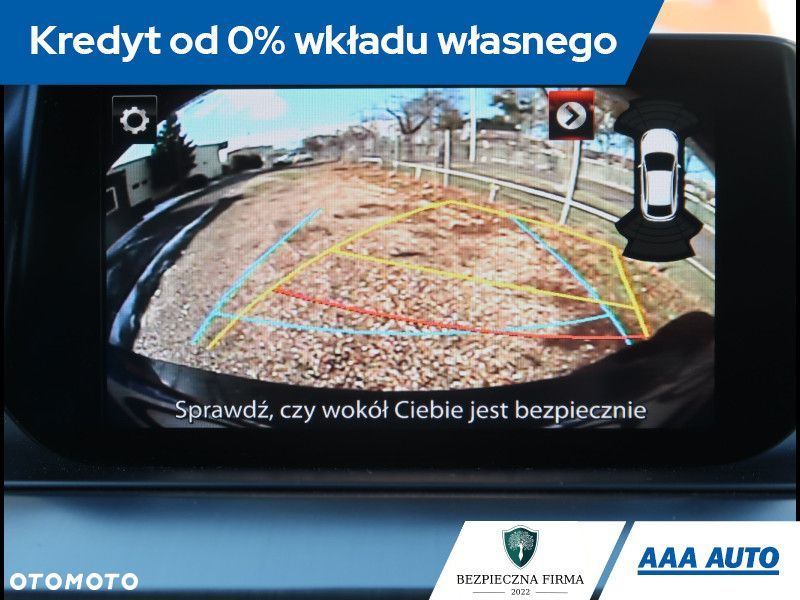 Kredyt od 0% wkładu własnego
Sprawdź, czy wokół Ciebie jest bezpiecznie
BEZPIECZNA FIRMA
2022
AAA AUTO
OTOMOTO